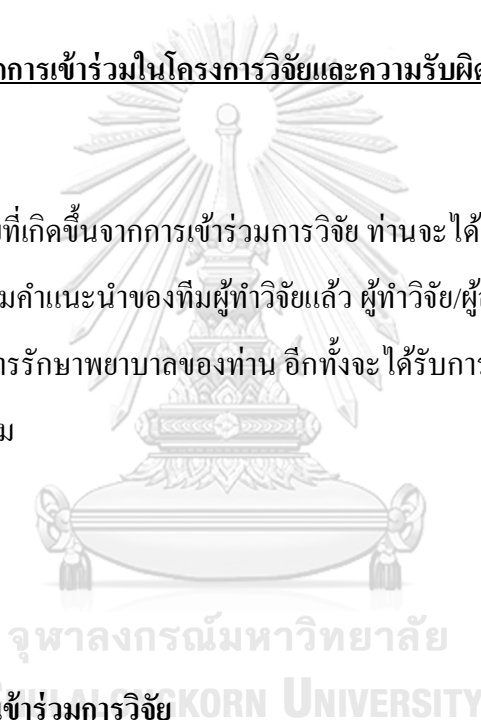 การเข้าร่วมในโครงการวิจัยและความรับผิด
ที่เกิดขึ้นจากการเข้าร่วมการวิจัย ท่านจะได้
มคำแนะนำของทีมผู้ทำวิจัยแล้ว ผู้ทำวิจัย/ผู้
ารรักษาพยาบาลของท่าน อีกทั้งจะได้รับการ
ม
จุฬาลงกรณ์มหาวิทยาลัย
เข้าร่วมการวิจัย
KORN UNIVERSITY